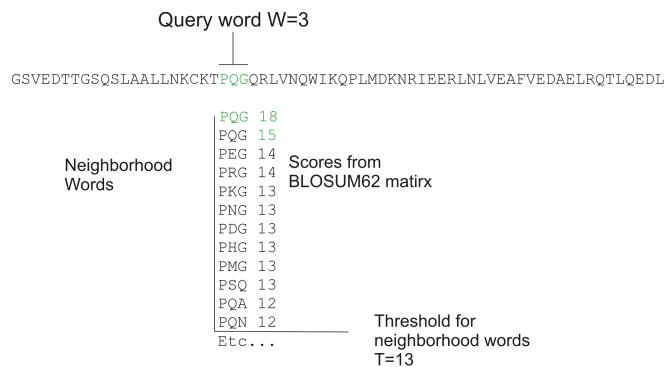 Query word W=3
GSVEDTTGSQSLAALLNKCKTPQGQRLVNQWIKQPLMDKNRIEERLNLVEAFVEDAELRQTLQEDL
PQG 18
PQG 15
PEG 14
PRG 14
PKG 13
PNG 13
PDG 13
PHG 13
PMG 13
PSQ 13
PQA 12
PQN 12
Etc...
Neighborhood
Words
Scores from
BLOSUM62 matirx
Threshold for
neighborhood words
T=13